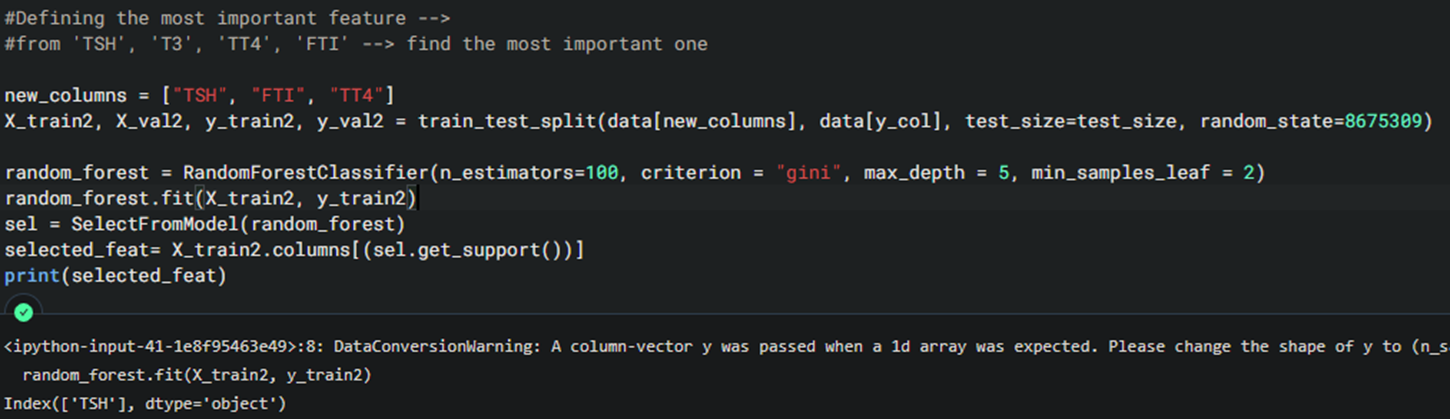 #Defining the most important feature -->
#from 'TSH', 'T3', 'TT4', 'FTI' --> find the most important one
new_columns = ["TSH", "FTI", "TT4"]
X_train2, X_val2, y_train2, y_val2 = train_test_split(data[new_columns], data[y_col], test_size=test_size, random_state=8675309)
random_forest = RandomForestClassifier(n_estimators=100, criterion = "gini", max_depth = 5, min_samples_leaf = 2)
random_forest.fit(X_train2, y_train2)
sel = SelectFromModel(random_forest)
selected_feat= X_train2.columns[(sel.get_support())]
print(selected_feat)
<ipython-input-41-1e8f95463e49>:8: DataConversionWarning: A column-vector y was passed when a 1d array was expected. Please change the shape of y to (n_s
random_forest.fit(X_train2, y_train2)
Index(['TSH'], dtype='object')